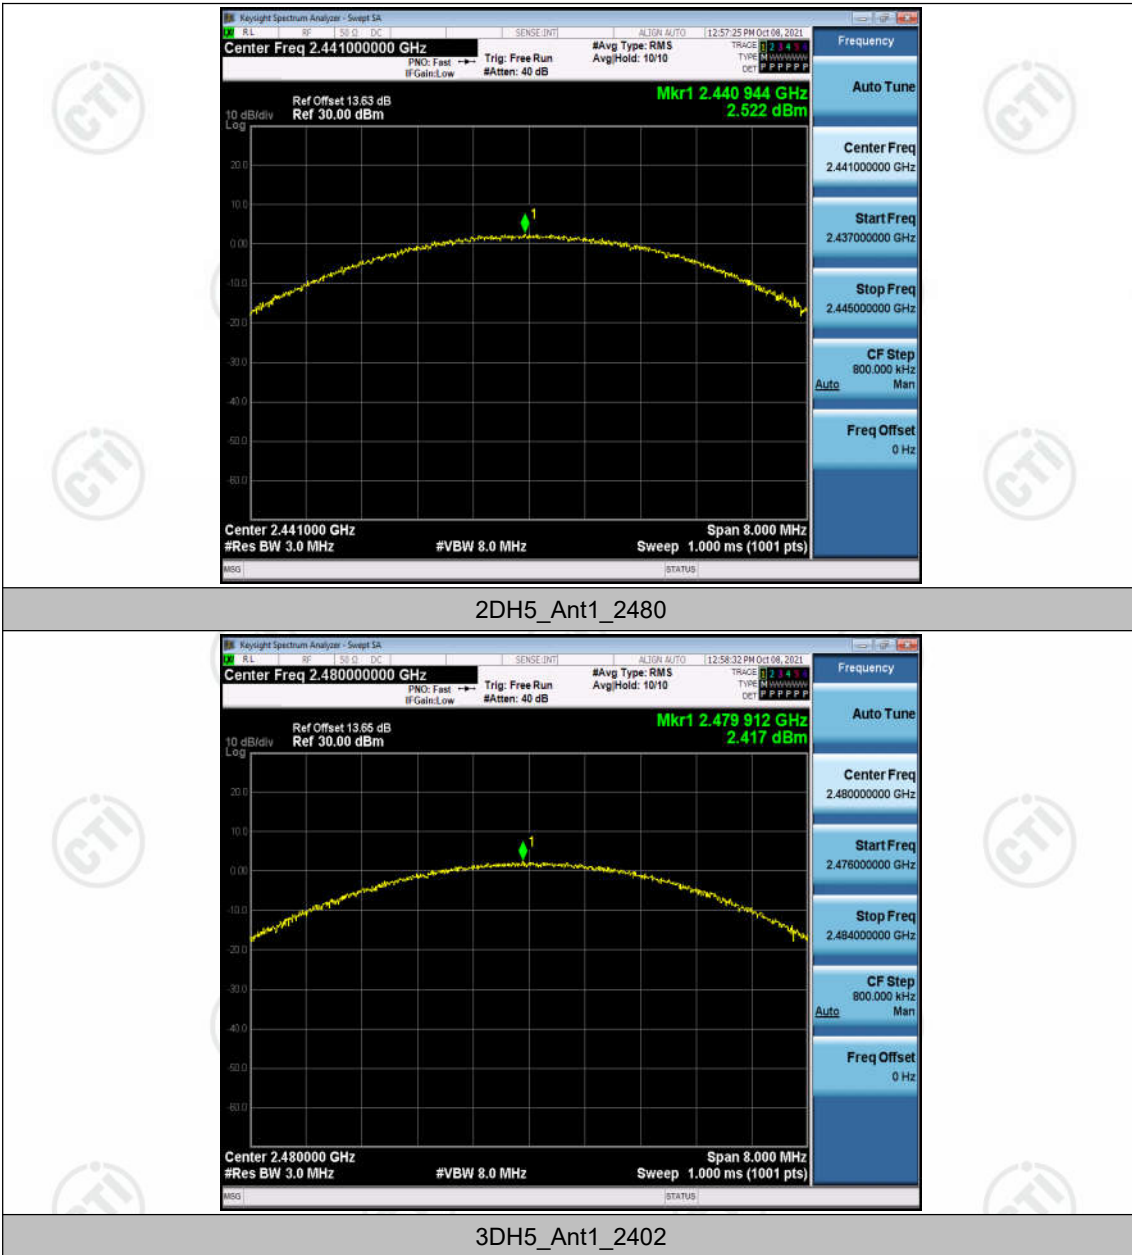 Keysight Spectrum Analyzer - Swept SA
RL RF 50 Ω DC SENSE:INT ALIGN AUTO 12:57:25 PM Oct 08, 2021
Center Freq 2.441000000 GHz
PNO: Fast
IFGain:Low
Trig: Free Run
#Atten: 40 dB
#Avg Type: RMS
Avg|Hold: 10/10
TRACE 1 2 3 4 5 6
TYPE M WWWWW
DET P P P P P P
Mkr1 2.440 944 GHz
2.522 dBm
Ref Offset 13.63 dB
10 dB/div Ref 30.00 dBm
Log
20.0
10.0
1
0.00
-10.0
-20.0
-30.0
-40.0
-50.0
-60.0
Center 2.441000 GHz Span 8.000 MHz
#Res BW 3.0 MHz #VBW 8.0 MHz Sweep 1.000 ms (1001 pts)
MSG STATUS
Frequency
Auto Tune
Center Freq
2.441000000 GHz
Start Freq
2.437000000 GHz
Stop Freq
2.445000000 GHz
CF Step
800.000 kHz
Auto Man
Freq Offset
0 Hz
2DH5_Ant1_2480
Keysight Spectrum Analyzer - Swept SA
RL RF 50 Ω DC SENSE:INT ALIGN AUTO 12:58:32 PM Oct 08, 2021
Center Freq 2.480000000 GHz
PNO: Fast
IFGain:Low
Trig: Free Run
#Atten: 40 dB
#Avg Type: RMS
Avg|Hold: 10/10
TRACE 1 2 3 4 5 6
TYPE M WWWWW
DET P P P P P P
Mkr1 2.479 912 GHz
2.417 dBm
Ref Offset 13.65 dB
10 dB/div Ref 30.00 dBm
Log
20.0
10.0
1
0.00
-10.0
-20.0
-30.0
-40.0
-50.0
-60.0
Center 2.480000 GHz Span 8.000 MHz
#Res BW 3.0 MHz #VBW 8.0 MHz Sweep 1.000 ms (1001 pts)
MSG STATUS
Frequency
Auto Tune
Center Freq
2.480000000 GHz
Start Freq
2.476000000 GHz
Stop Freq
2.484000000 GHz
CF Step
800.000 kHz
Auto Man
Freq Offset
0 Hz
3DH5_Ant1_2402
CTI
CTI
CTI
CTI
CTI
CTI
CTI
CTI